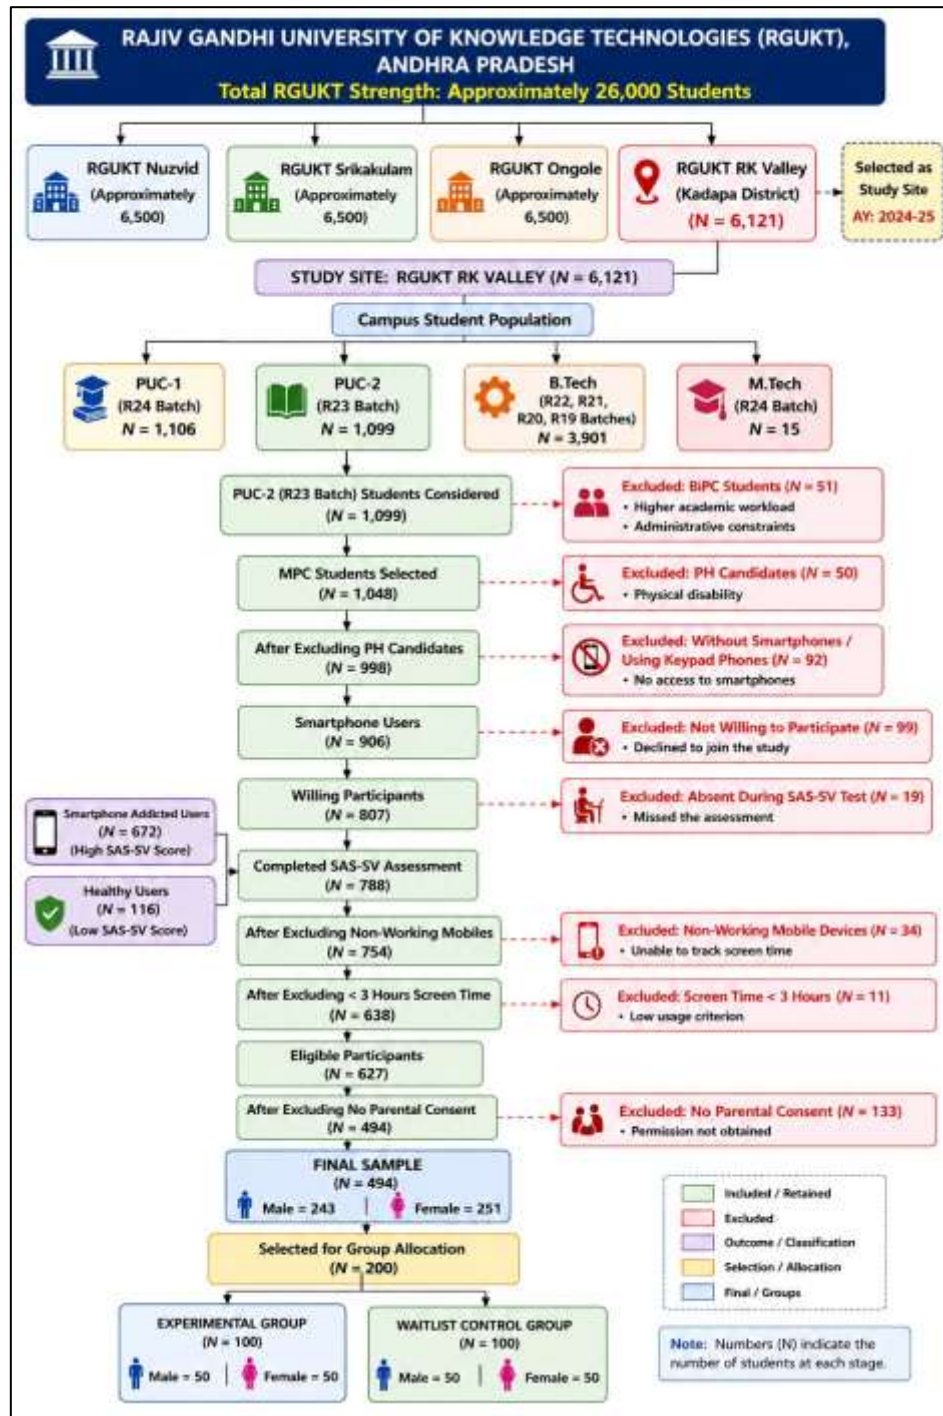 RAJIV GANDHI UNIVERSITY OF KNOWLEDGE TECHNOLOGIES (RGUKT),
ANDHRA PRADESH
Total RGUKT Strength: Approximately 26,000 Students
RGUKT Nuzvid
(Approximately
6,500)
RGUKT Srikakulam
(Approximately
6,500)
RGUKT Ongole
(Approximately
6,500)
RGUKT RK Valley
(Kadapa District)
(N = 6,121)
Selected as
Study Site
AY: 2024-25
STUDY SITE: RGUKT RK VALLEY (N = 6,121)
Campus Student Population
PUC-1
(R24 Batch)
N = 1,106
PUC-2
(R23 Batch)
N = 1,099
B.Tech
(R22, R21,
R20, R19 Batches)
N = 3,901
M.Tech
(R24 Batch)
N = 15
PUC-2 (R23 Batch) Students Considered
(N = 1,099)
Excluded: BiPC Students (N = 51)
• Higher academic workload
• Administrative constraints
MPC Students Selected
(N = 1,048)
Excluded: PH Candidates (N = 50)
• Physical disability
After Excluding PH Candidates
(N = 998)
Excluded: Without Smartphones /
Using Keypad Phones (N = 92)
• No access to smartphones
Smartphone Users
(N = 906)
Excluded: Not Willing to Participate (N = 99)
• Declined to join the study
Willing Participants
(N = 807)
Excluded: Absent During SAS-SV Test (N = 19)
• Missed the assessment
Smartphone Addicted Users
(N = 672)
(High SAS-SV Score)
Healthy Users
(N = 116)
(Low SAS-SV Score)
Completed SAS-SV Assessment
(N = 788)
After Excluding Non-Working Mobiles
(N = 754)
Excluded: Non-Working Mobile Devices (N = 34)
• Unable to track screen time
After Excluding < 3 Hours Screen Time
(N = 638)
Excluded: Screen Time < 3 Hours (N = 11)
• Low usage criterion
Eligible Participants
(N = 627)
After Excluding No Parental Consent
(N = 494)
Excluded: No Parental Consent (N = 133)
• Permission not obtained
FINAL SAMPLE
(N = 494)
Male = 243 | Female = 251
Selected for Group Allocation
(N = 200)
EXPERIMENTAL GROUP
(N = 100)
Male = 50 | Female = 50
WAITLIST CONTROL GROUP
(N = 100)
Male = 50 | Female = 50
Included / Retained
Excluded
Outcome / Classification
Selection / Allocation
Final / Groups
Note: Numbers (N) indicate the
number of students at each stage.